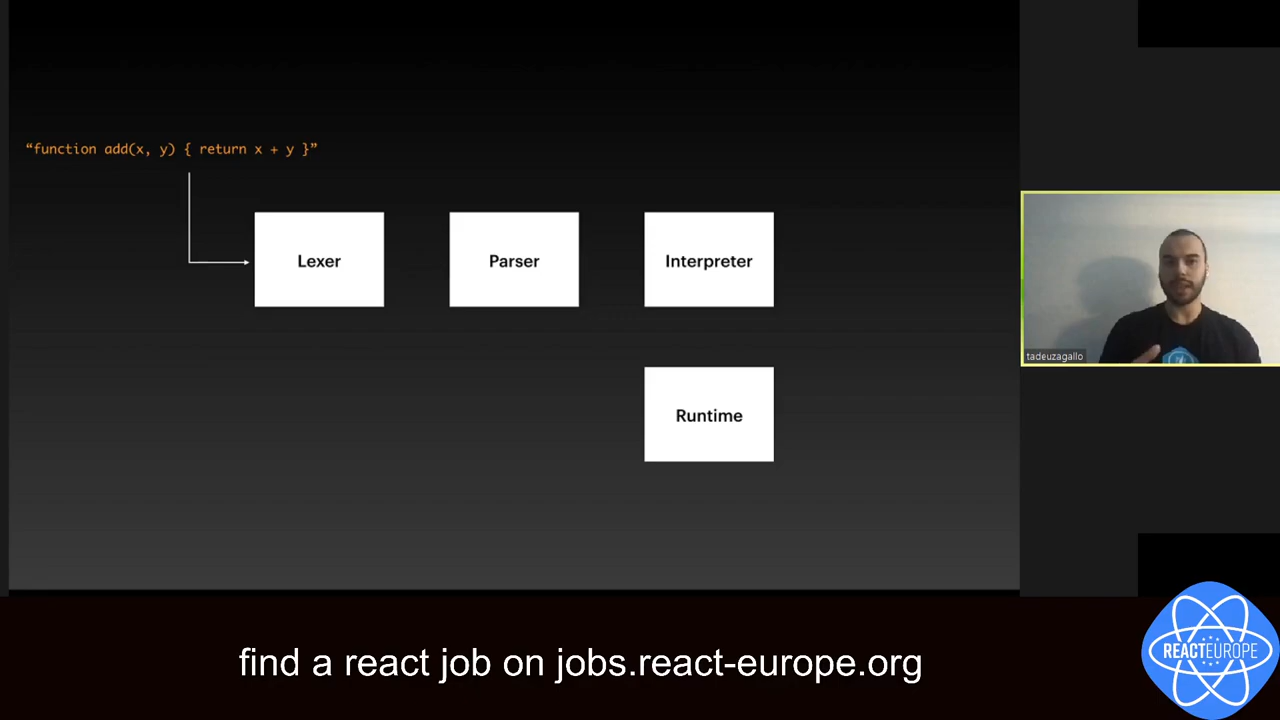 “function add(x, y) { return x + y }”
Lexer
Parser
Interpreter
Runtime
tadeuzagallo
find a react job on jobs.react-europe.org
REACTEUROPE